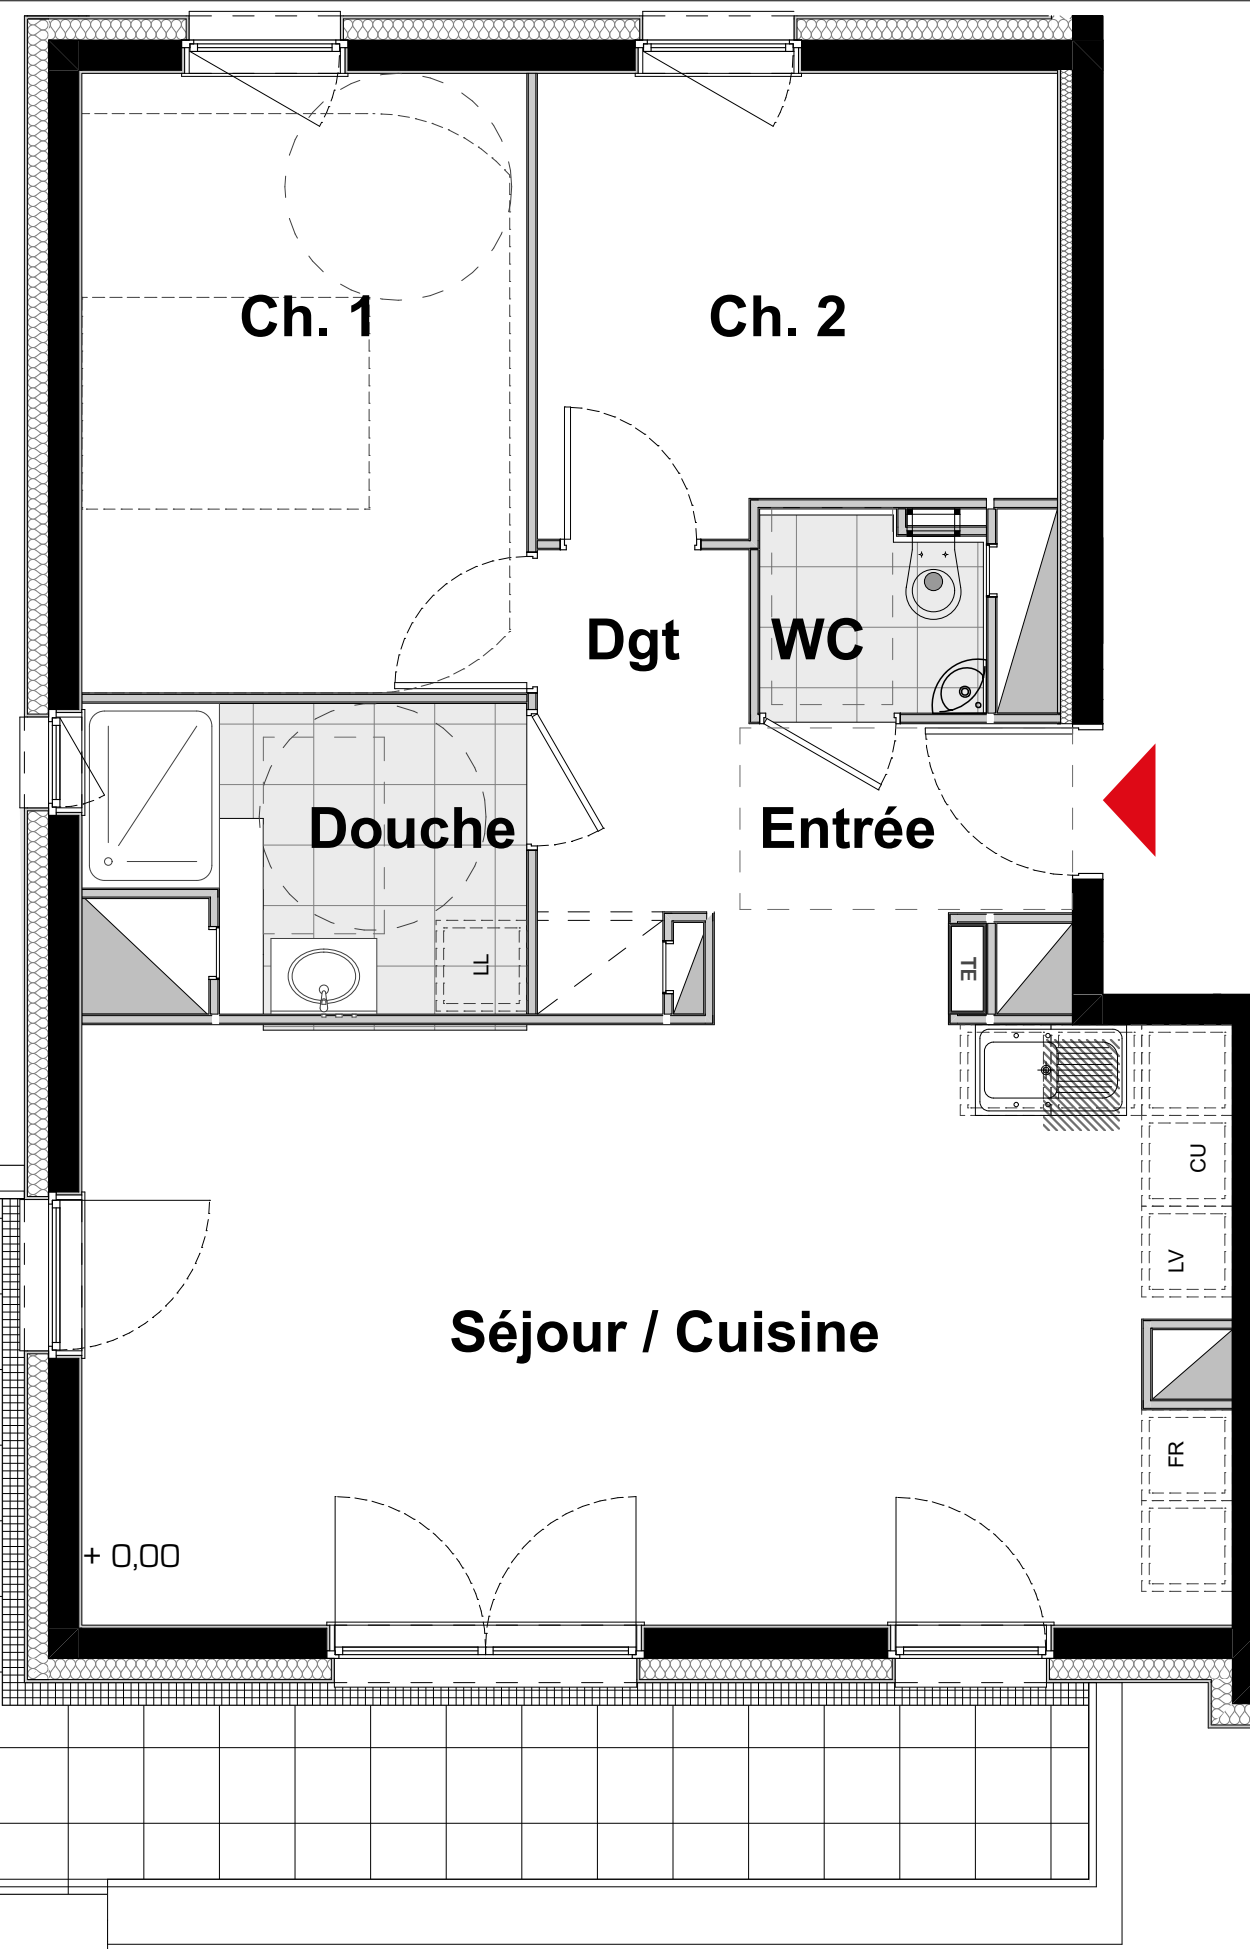 Ch. 1
Ch. 2
Dgt
WC
Douche
Entrée
LL
TE
CU
LV
Séjour / Cuisine
FR
+ 0,00